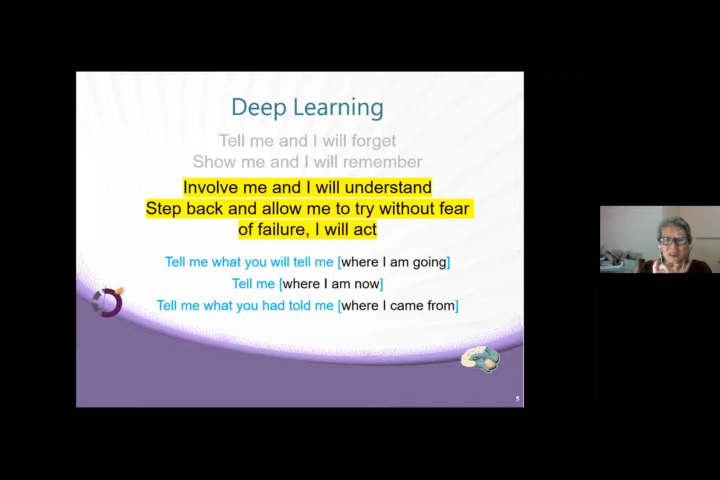 Deep Learning
Tell me and I will forget
Show me and I will remember
Involve me and I will understand
Step back and allow me to try without fear
of failure, I will act
Tell me what you will tell me [where I am going]
Tell me [where I am now]
Tell me what you had told me [where I came from]
5